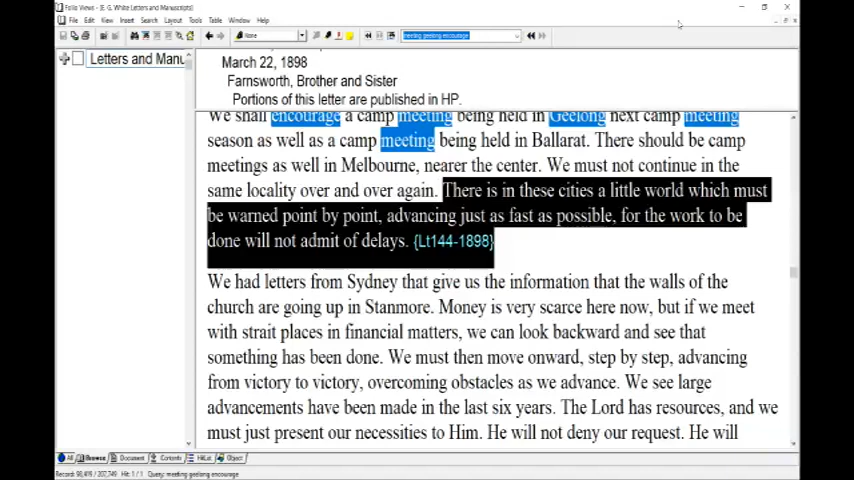 Folio Views - [E. G. White Letters and Manuscripts]
File Edit View Insert Search Layout Tools Table Window Help
None
meeting geelong encourage
Letters and Manu
March 22, 1898
Farnsworth, Brother and Sister
Portions of this letter are published in HP.
We shall encourage a camp meeting being held in Geelong next camp meeting
season as well as a camp meeting being held in Ballarat. There should be camp
meetings as well in Melbourne, nearer the center. We must not continue in the
same locality over and over again. There is in these cities a little world which must
be warned point by point, advancing just as fast as possible, for the work to be
done will not admit of delays. {Lt144-1898}
We had letters from Sydney that give us the information that the walls of the
church are going up in Stanmore. Money is very scarce here now, but if we meet
with strait places in financial matters, we can look backward and see that
something has been done. We must then move onward, step by step, advancing
from victory to victory, overcoming obstacles as we advance. We see large
advancements have been made in the last six years. The Lord has resources, and we
must just present our necessities to Him. He will not deny our request. He will
All Browse Document Contents HitList Object
Record: 98,419 / 207,749 Hit: 1 / 1 Query: meeting geelong encourage